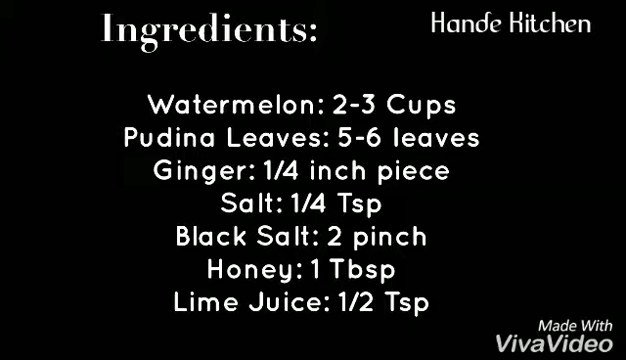 Ingredients:
Hande Kitchen
Watermelon: 2-3 Cups
Pudina Leaves: 5-6 leaves
Ginger: 1/4 inch piece
Salt: 1/4 Tsp
Black Salt: 2 pinch
Honey: 1 Tbsp
Lime Juice: 1/2 Tsp
Made With
VivaVideo